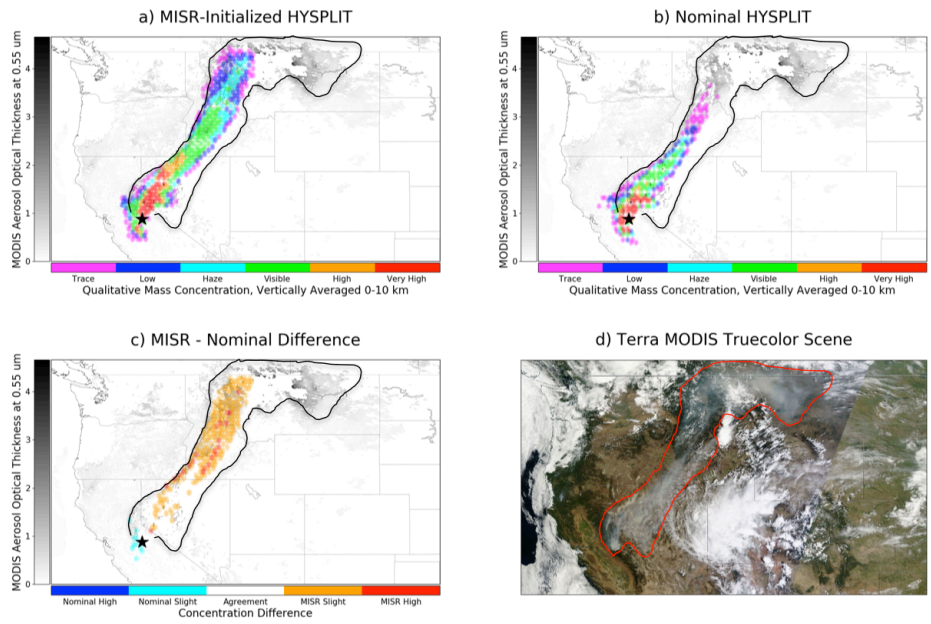 a) MISR-Initialized HYSPLIT
MODIS Aerosol Optical Thickness at 0.55 um
4
3
2
1
0
Trace Low Haze Visible High Very High
Qualitative Mass Concentration, Vertically Averaged 0-10 km
b) Nominal HYSPLIT
MODIS Aerosol Optical Thickness at 0.55 um
4
3
2
1
0
Trace Low Haze Visible High Very High
Qualitative Mass Concentration, Vertically Averaged 0-10 km
c) MISR - Nominal Difference
MODIS Aerosol Optical Thickness at 0.55 um
4
3
2
1
0
Nominal High Nominal Slight Agreement MISR Slight MISR High
Concentration Difference
d) Terra MODIS Truecolor Scene